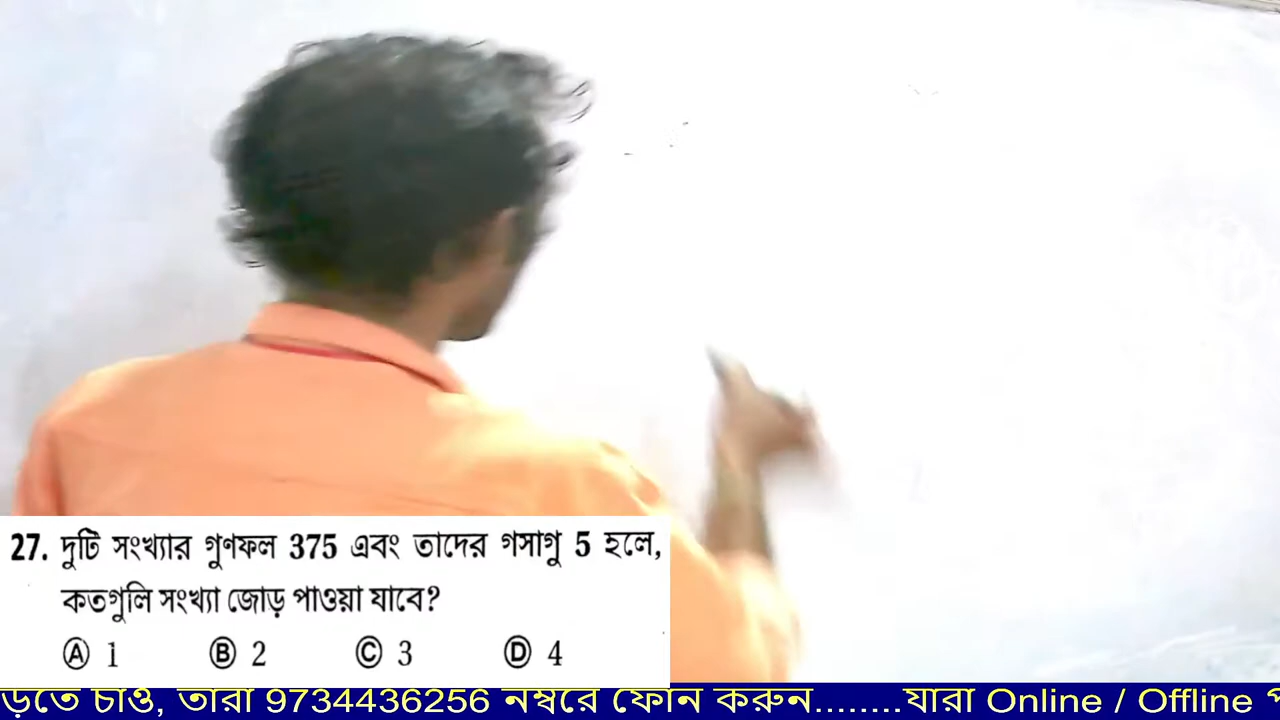 27. দুটি সংখ্যার গুণফল 375 এবং তাদের গসাগু 5 হলে,
কতগুলি সংখ্যা জোড় পাওয়া যাবে?
Ⓐ 1 Ⓑ 2 Ⓒ 3 Ⓓ 4
ড়তে চাও, তারা 9734436256 নম্বরে ফোন করুন........যারা Online / Offline